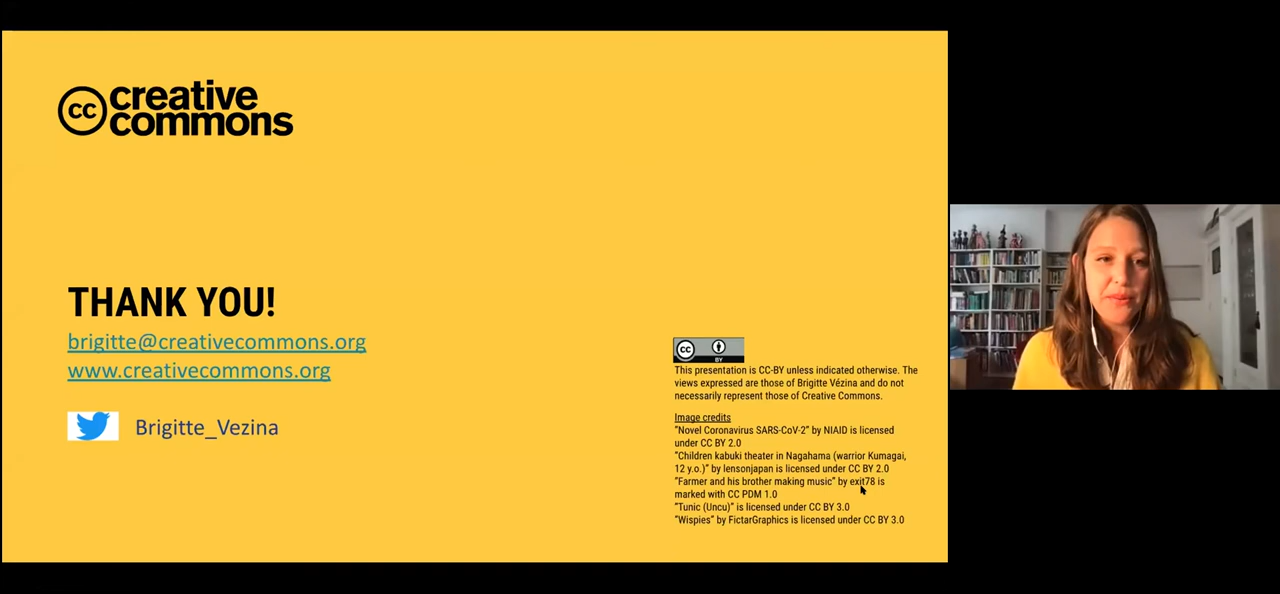 cc creative
commons
THANK YOU!
brigitte@creativecommons.org
www.creativecommons.org
Brigitte_Vezina
cc
BY
This presentation is CC-BY unless indicated otherwise. The
views expressed are those of Brigitte Vézina and do not
necessarily represent those of Creative Commons.
Image credits
“Novel Coronavirus SARS-CoV-2” by NIAID is licensed
under CC BY 2.0
“Children kabuki theater in Nagahama (warrior Kumagai,
12 y.o.)” by lensonjapan is licensed under CC BY 2.0
“Farmer and his brother making music” by exit78 is
marked with CC PDM 1.0
“Tunic (Uncu)” is licensed under CC BY 3.0
“Wispies” by FictarGraphics is licensed under CC BY 3.0